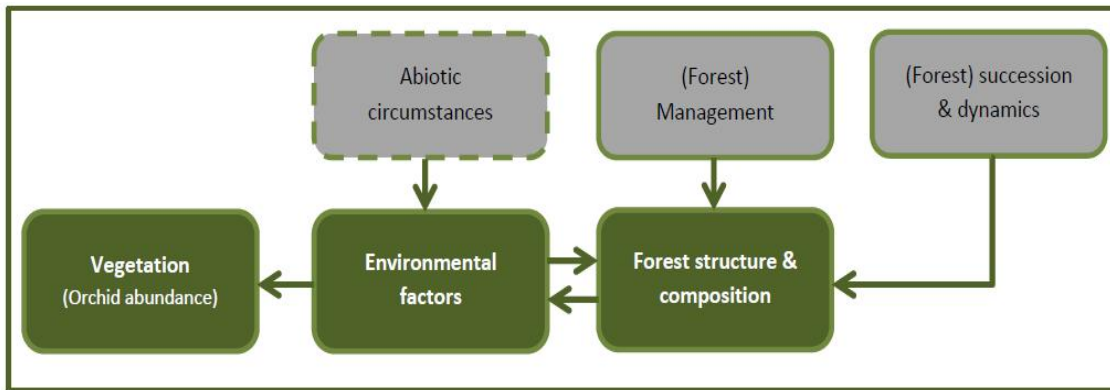 Abiotic
circumstances
(Forest)
Management
(Forest) succession
& dynamics
Vegetation
(Orchid abundance)
Environmental
factors
Forest structure &
composition